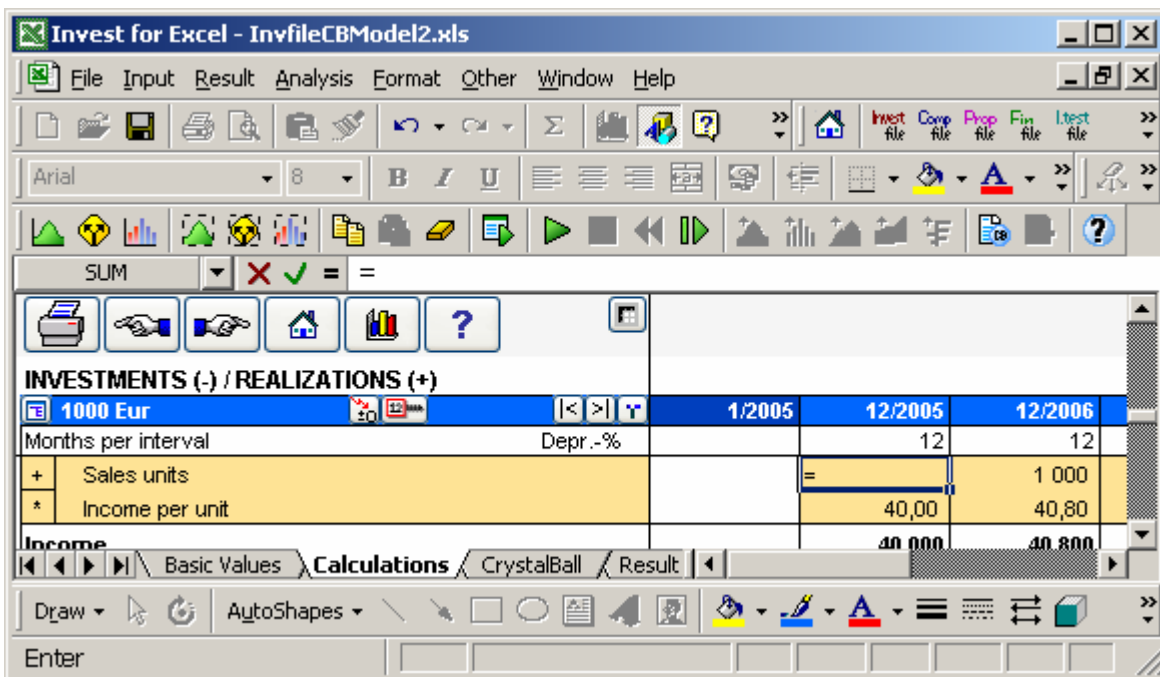 Invest for Excel - InvfileCBModel2.xls
File Input Result Analysis Format Other Window Help
Invest file Comp file Prop file Fin file I.test file
Arial 8 B I U A
CB ?
SUM = =
?
INVESTMENTS (-) / REALIZATIONS (+)
1000 Eur 1/2005 12/2005 12/2006
Months per interval Depr.-% 12 12
+ Sales units = 1 000
* Income per unit 40,00 40,80
Income 40 000 40 800
Basic Values Calculations CrystalBall Result
Draw AutoShapes A
Enter